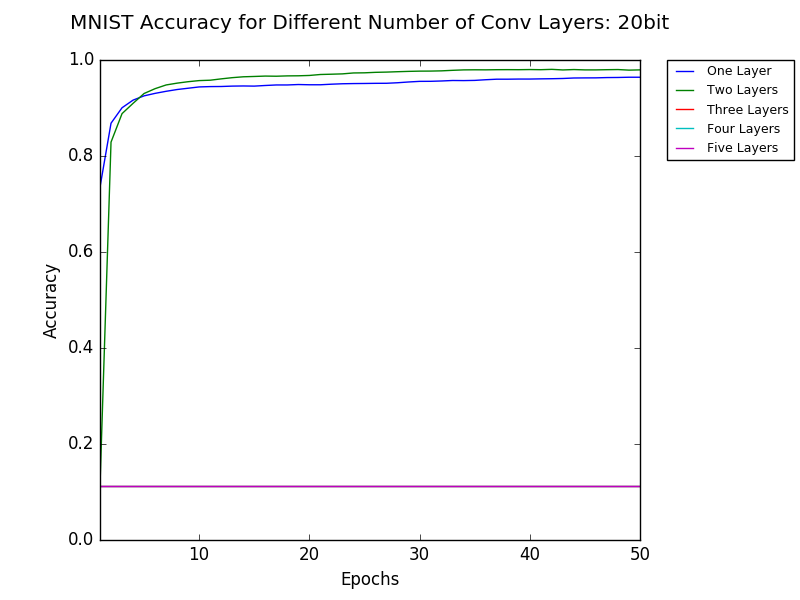 MNIST Accuracy for Different Number of Conv Layers: 20bit
1.0
0.8
0.6
0.4
0.2
0.0
Accuracy
10 20 30 40 50
Epochs
One Layer
Two Layers
Three Layers
Four Layers
Five Layers